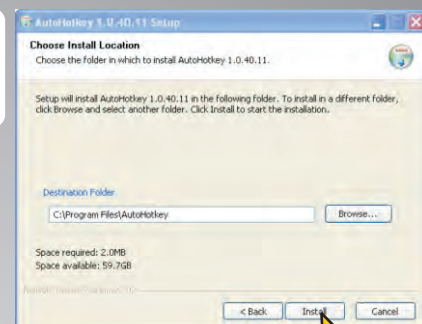 AutoHotkey 1.0.40.11 Setup
Choose Install Location
Choose the folder in which to install AutoHotkey 1.0.40.11.
Setup will install AutoHotkey 1.0.40.11 in the following folder. To install in a different folder,
click Browse and select another folder. Click Install to start the installation.
Destination Folder
C:\Program Files\AutoHotkey
Browse...
Space required: 2.0MB
Space available: 59.7GB
< Back
Install
Cancel